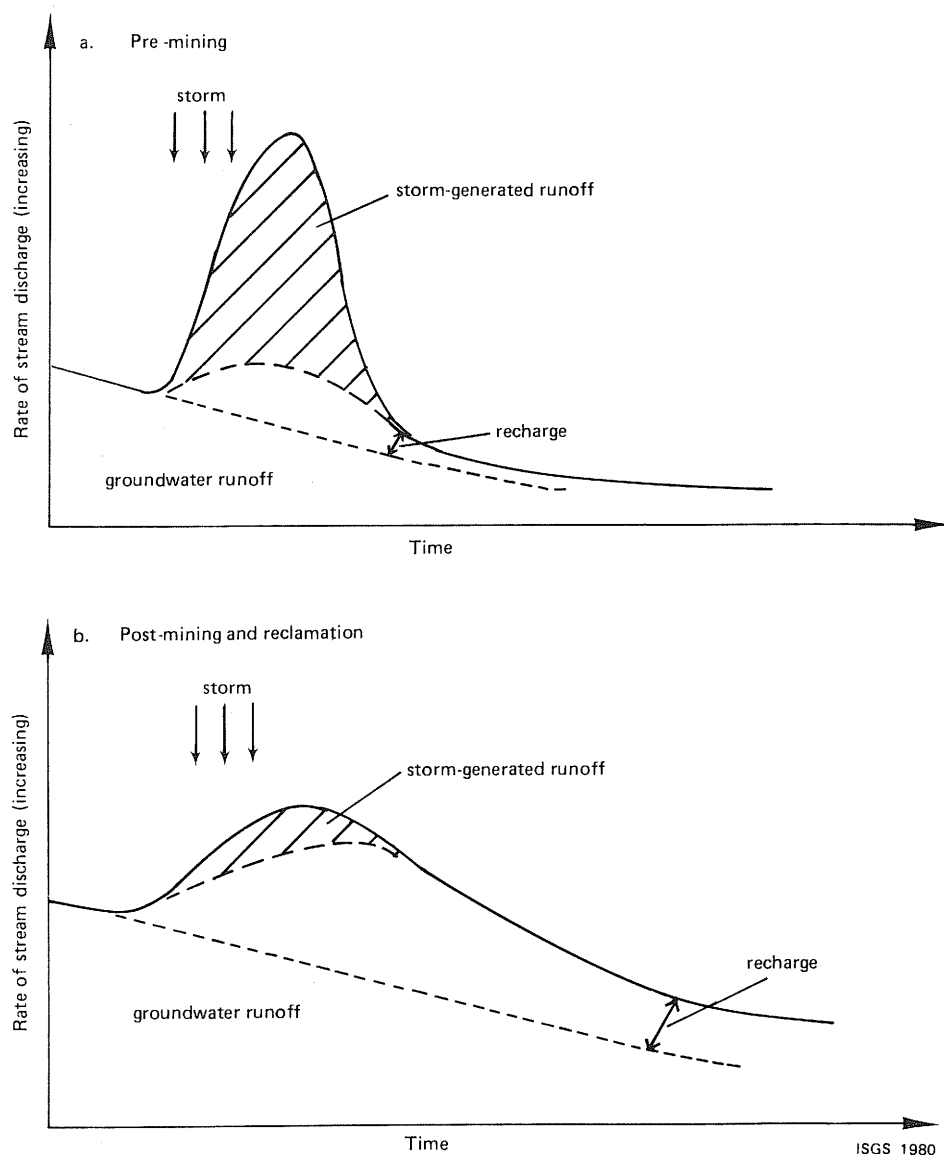 a. Pre-mining
storm
storm-generated runoff
recharge
groundwater runoff
Rate of stream discharge (increasing)
Time
b. Post-mining and reclamation
storm
storm-generated runoff
recharge
groundwater runoff
Rate of stream discharge (increasing)
Time
ISGS 1980